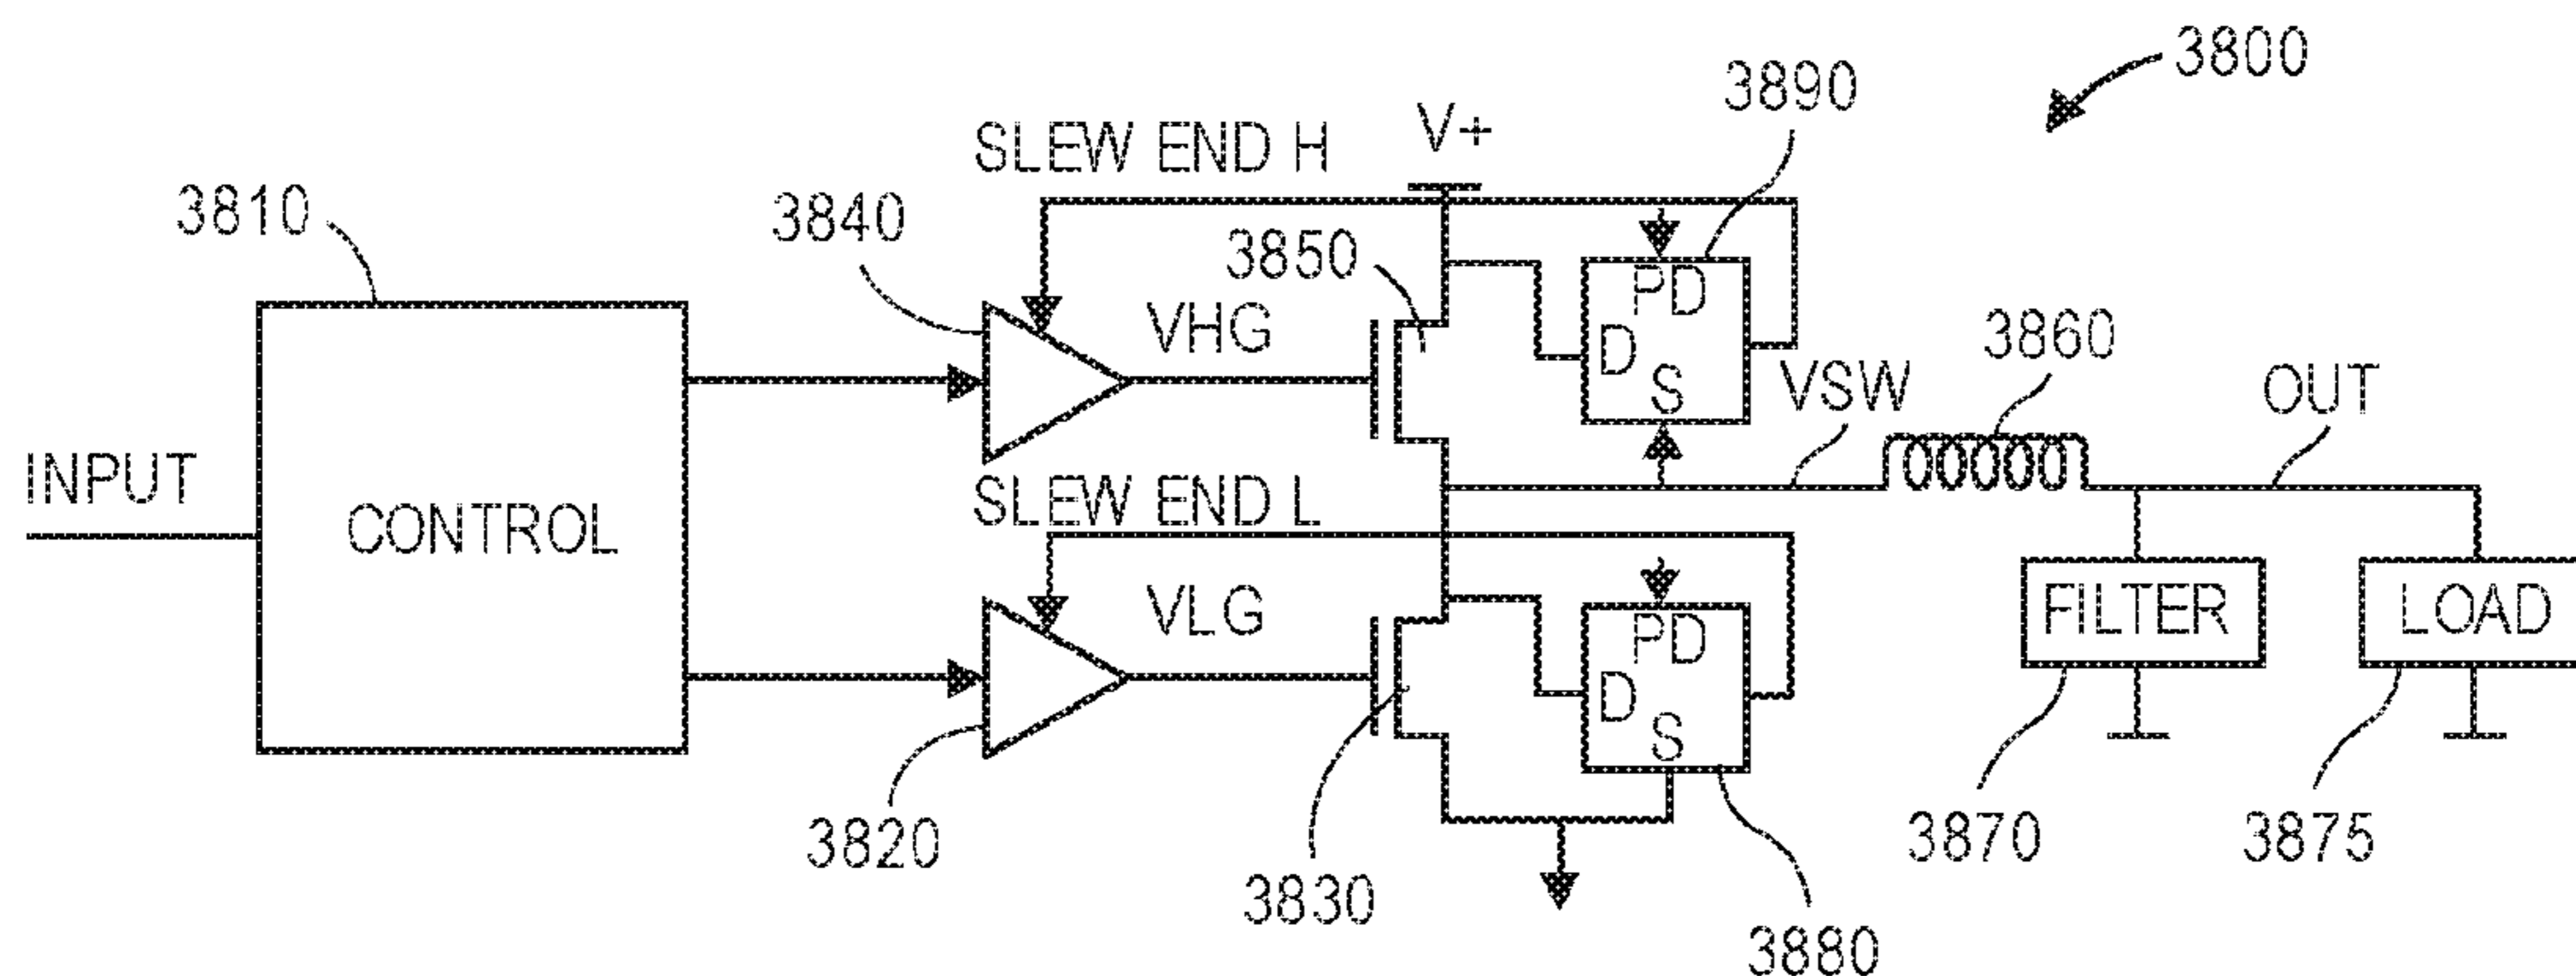 3800
3890
V+
SLEW END H
3810
3840
3850
PD
VHG
D
3860
S
VSW
OUT
INPUT
SLEW END L
CONTROL
PD
VLG
FILTER
LOAD
D
S
3820
3870
3875
3830
3880